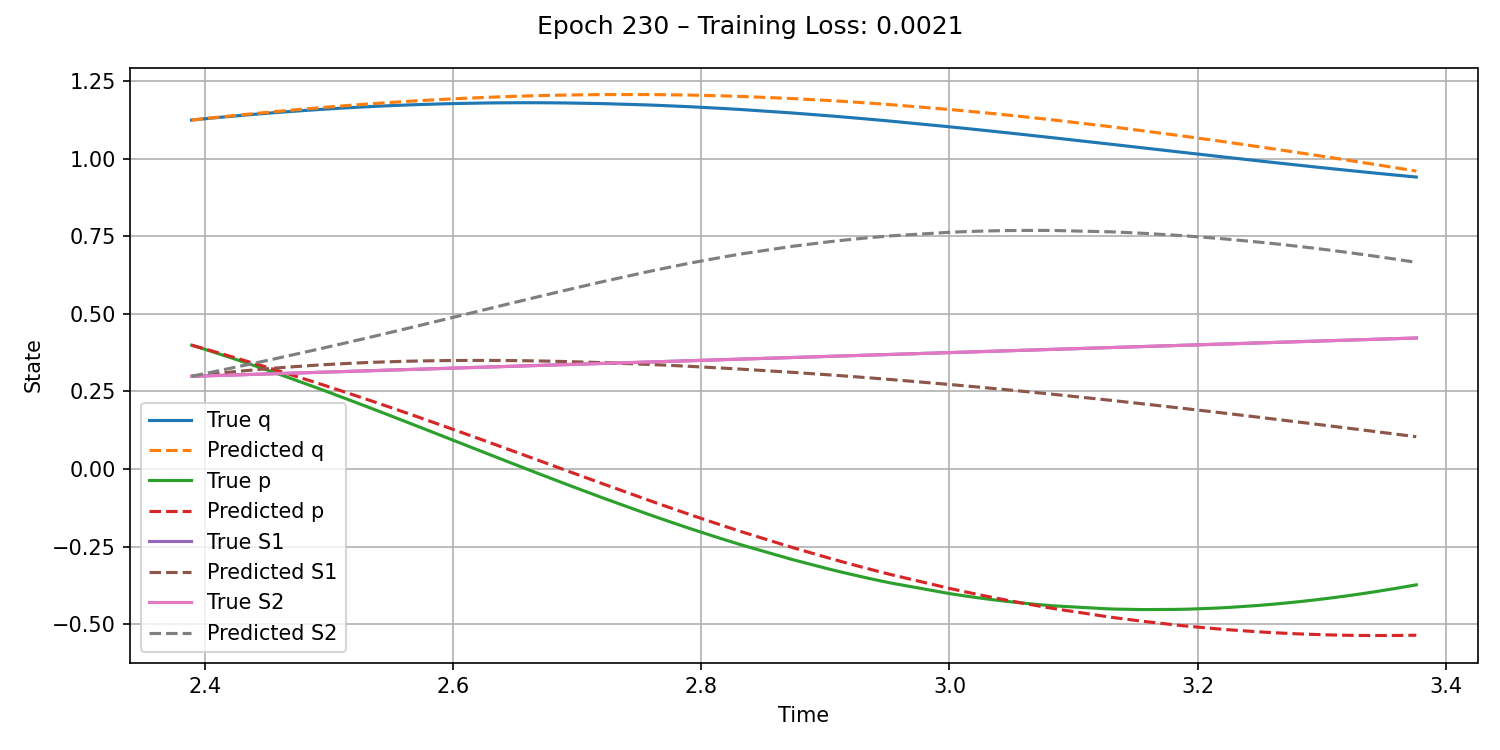 Epoch 230 – Training Loss: 0.0021
1.25
1.00
0.75
0.50
0.25
0.00
−0.25
−0.50
State
True q
Predicted q
True p
Predicted p
True S1
Predicted S1
True S2
Predicted S2
2.4 2.6 2.8 3.0 3.2 3.4
Time